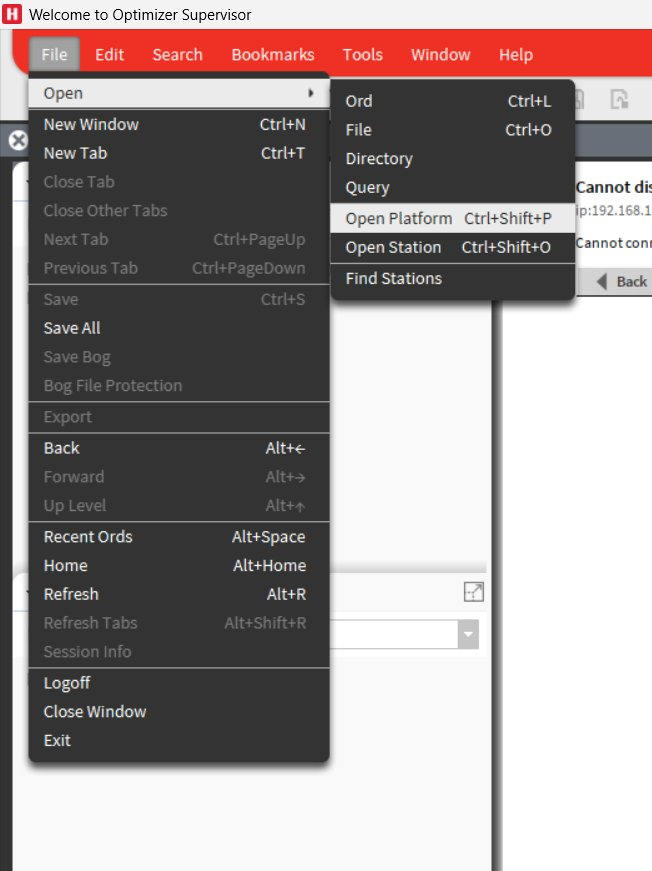 H Welcome to Optimizer Supervisor
File Edit Search Bookmarks Tools Window Help
Open
New Window Ctrl+N
New Tab Ctrl+T
Close Tab
Close Other Tabs
Next Tab Ctrl+PageUp
Previous Tab Ctrl+PageDown
Save Ctrl+S
Save All
Save Bog
Bog File Protection
Export
Back Alt+←
Forward Alt+→
Up Level Alt+↑
Recent Ords Alt+Space
Home Alt+Home
Refresh Alt+R
Refresh Tabs Alt+Shift+R
Session Info
Logoff
Close Window
Exit
Ord Ctrl+L
File Ctrl+O
Directory
Query
Open Platform Ctrl+Shift+P
Open Station Ctrl+Shift+O
Find Stations
Cannot dis
ip:192.168.1
Cannot conn
Back